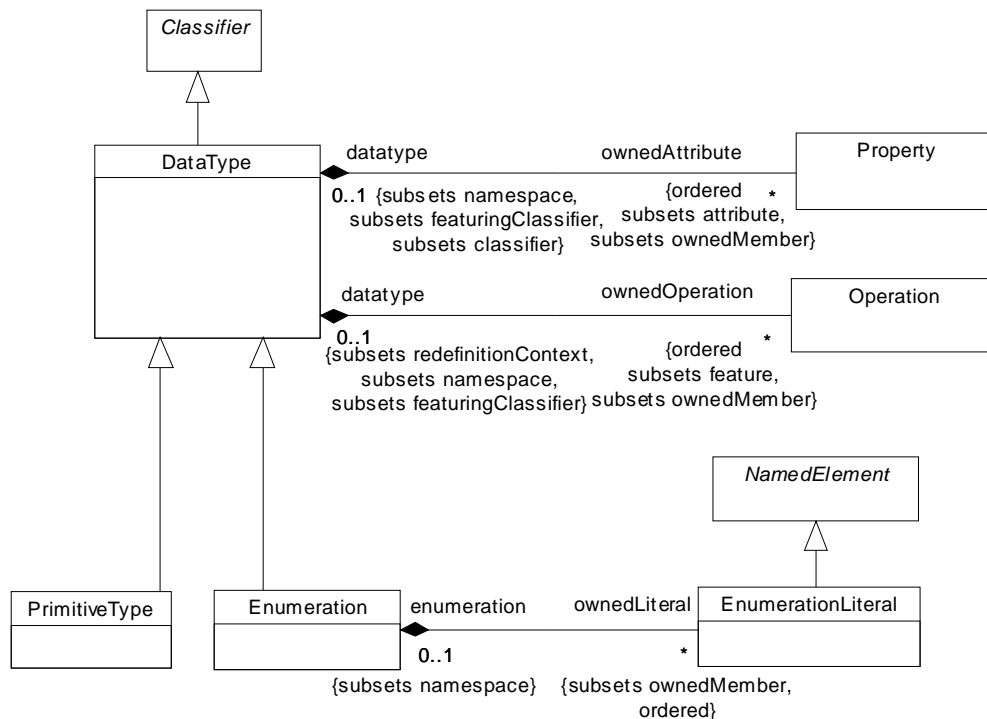 Classifier
DataType
datatype
ownedAttribute
Property
0..1 {subsets namespace,
subsets featuringClassifier,
subsets classifier}
{ordered *
subsets attribute,
subsets ownedMember}
datatype
ownedOperation
Operation
0..1
{subsets redefinitionContext,
subsets namespace,
subsets featuringClassifier}
*
{ordered
subsets feature,
subsets ownedMember}
NamedElement
PrimitiveType
Enumeration
enumeration
ownedLiteral
EnumerationLiteral
0..1
{subsets namespace}
*
{subsets ownedMember,
ordered}